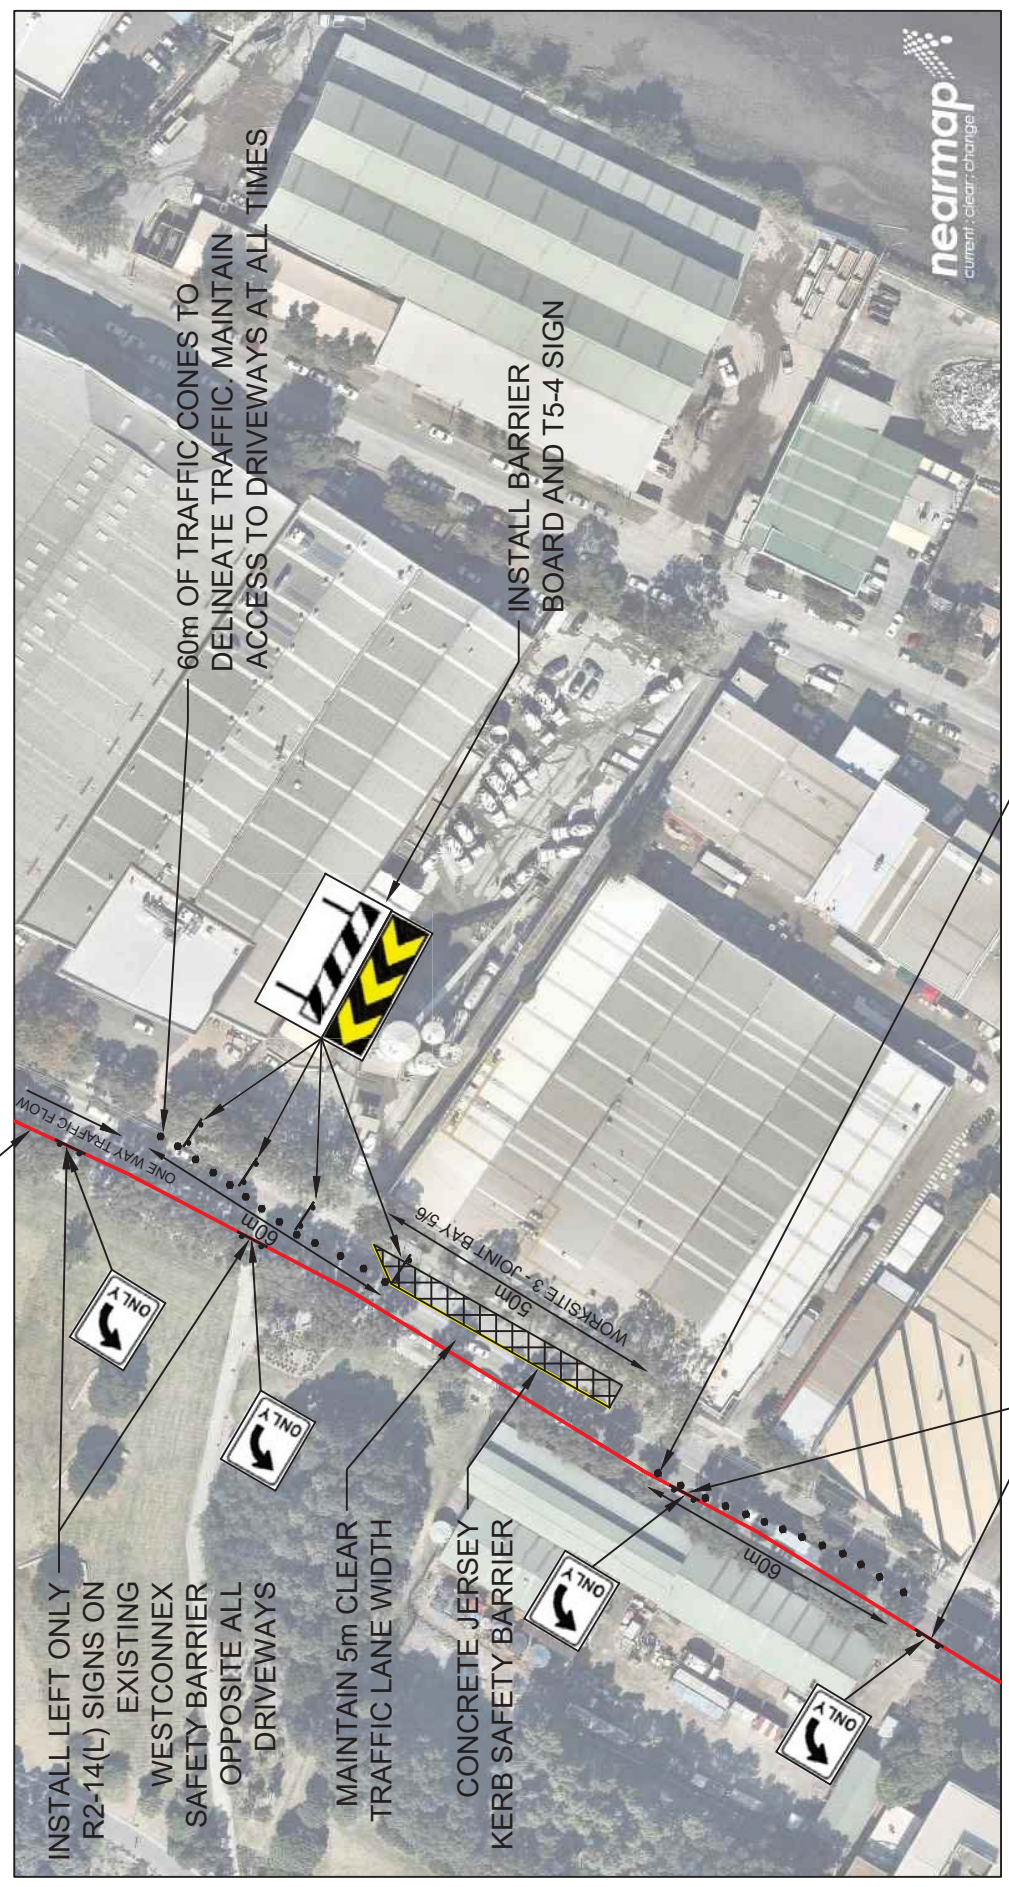 INSTALL LEFT ONLY
R2-14(L) SIGNS ON
EXISTING
WESTCONNEX
SAFETY BARRIER
OPPOSITE ALL
DRIVEWAYS
MAINTAIN 5m CLEAR
TRAFFIC LANE WIDTH
CONCRETE JERSEY
KERB SAFETY BARRIER
60m OF TRAFFIC CONES TO
DELINEATE TRAFFIC. MAINTAIN
ACCESS TO DRIVEWAYS AT ALL TIMES
INSTALL BARRIER
BOARD AND T5-4 SIGN
ONE WAY TRAFFIC FLOW
60m
50m
WORKSITE 3 - JOINT BAY 5/6
60m
ONLY
ONLY
ONLY
ONLY
nearmap
current:clear:change